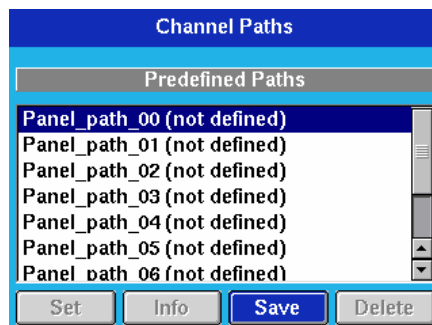 Channel Paths
Predefined Paths
Panel_path_00 (not defined)
Panel_path_01 (not defined)
Panel_path_02 (not defined)
Panel_path_03 (not defined)
Panel_path_04 (not defined)
Panel_path_05 (not defined)
Panel_path_06 (not defined)
Set Info Save Delete